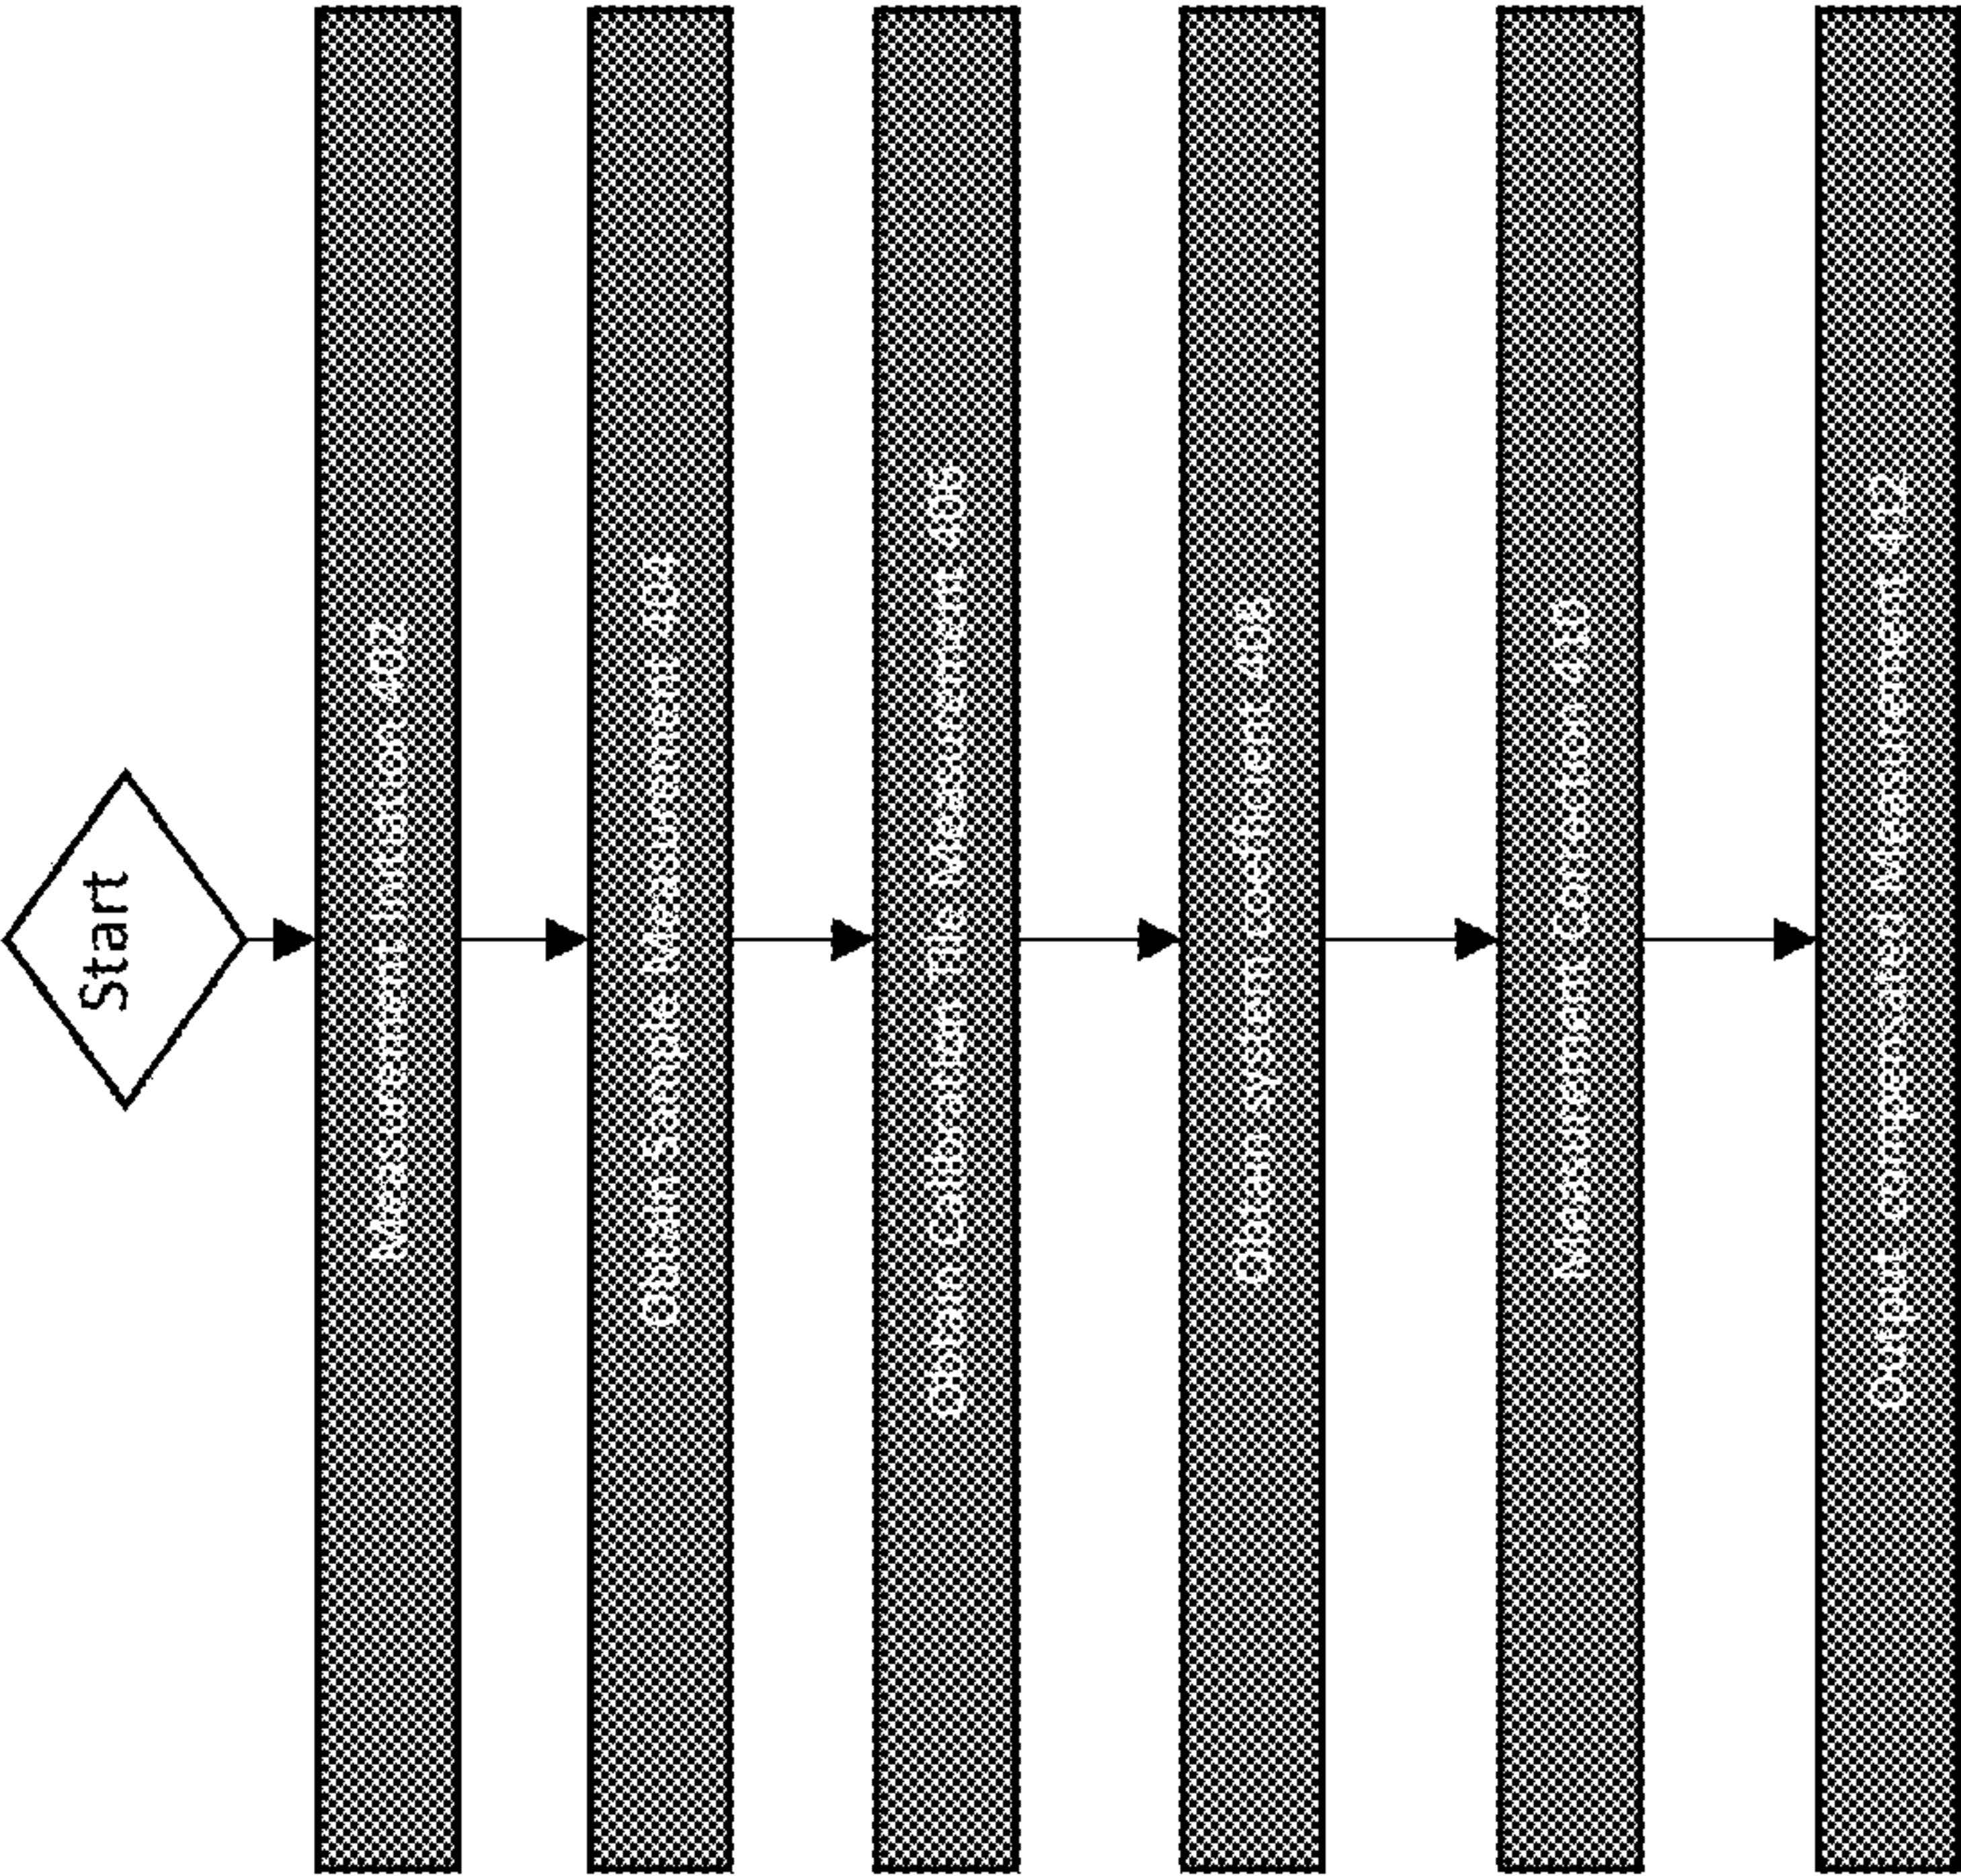 Start
Measurement Initiation 402
Obtain Sample Measurement 404
Obtain Calibration Tile Measurement 406
Obtain system coefficient 408
Measurement Correction 410
Output compensated Measurement 412